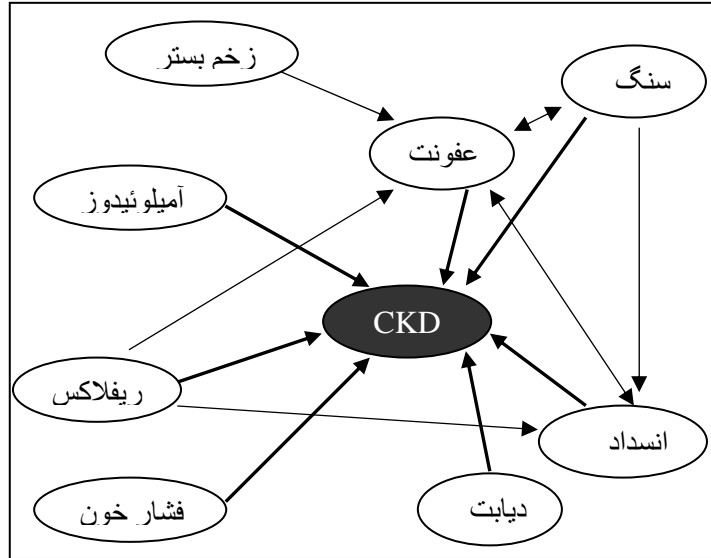 زخم بستر
سنگ
عفونت
آمیلوئیدوز
CKD
ریفلاکس
انسداد
دیابت
فشار خون